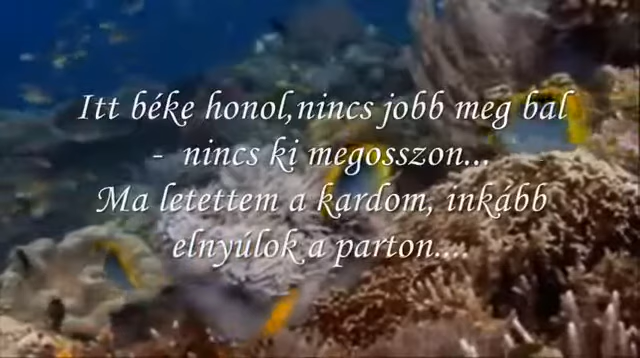 Itt béke honol,nincs jobb meg bal
- nincs ki megosszon...
Ma letettem a kardom, inkább
elnyúlok a parton....